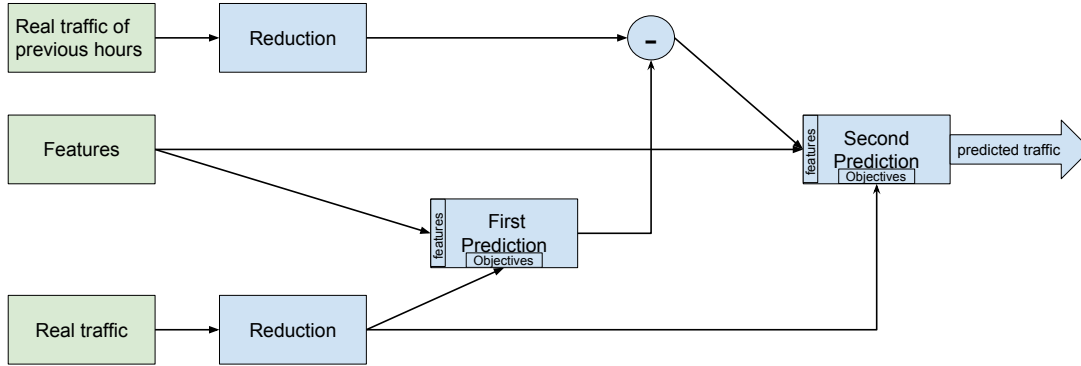 Real traffic of
previous hours
Reduction
-
Features
features
Second
Prediction
Objectives
predicted traffic
features
First
Prediction
Objectives
Real traffic
Reduction